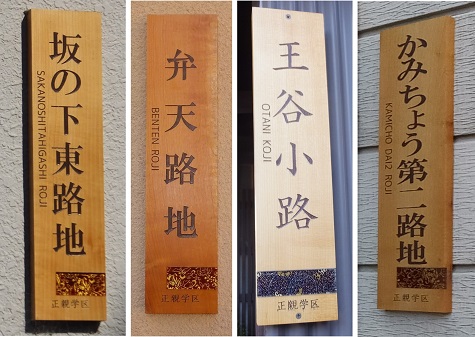 坂の下東路地
SAKANOSHITAHIGASHI ROJI
正親学区
弁天路地
BENTEN ROJI
正親学区
王谷小路
OTANI KOJI
正親学区
かみちょう第二路地
KAMICHO DAI2 ROJI
正親学区